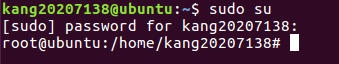 kang20207138@ubuntu:~$ sudo su
[sudo] password for kang20207138:
root@ubuntu:/home/kang20207138#